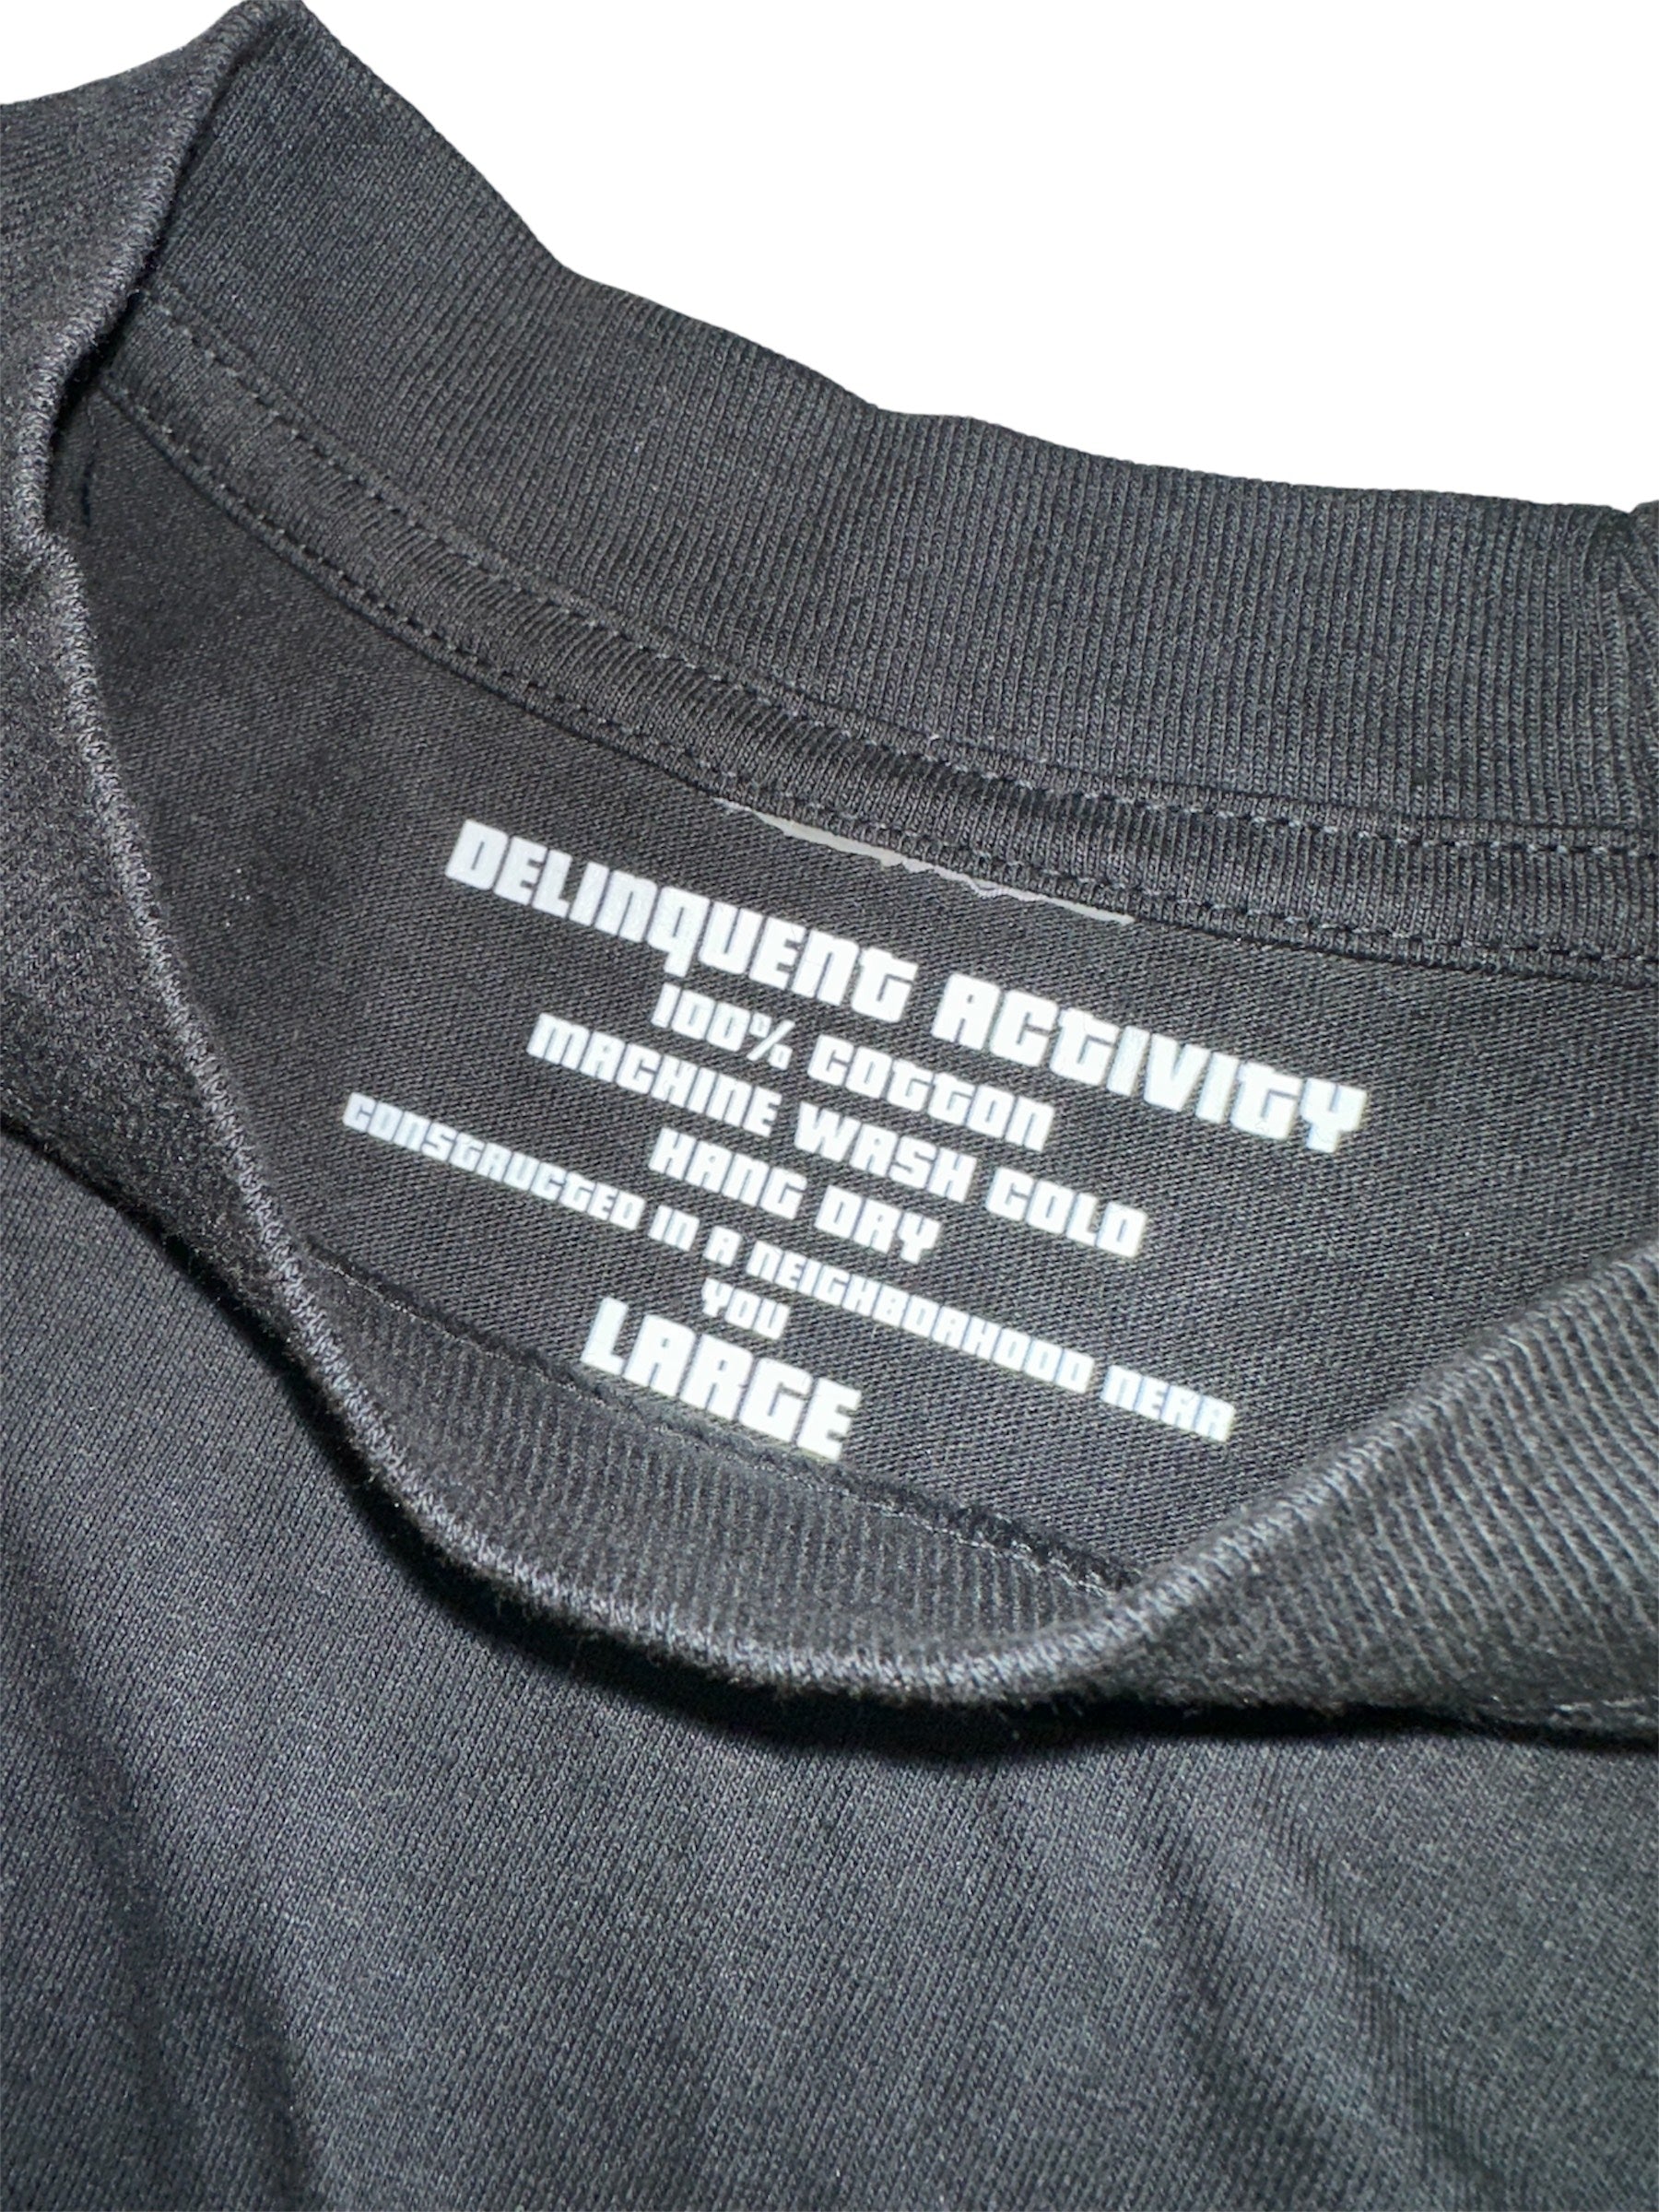 DELINQUENT ACTIVITY
100% COTTON
MACHINE WASH COLD
HANG DRY
CONSTRUCTED IN A NEIGHBORHOOD NEAR
YOU
LARGE